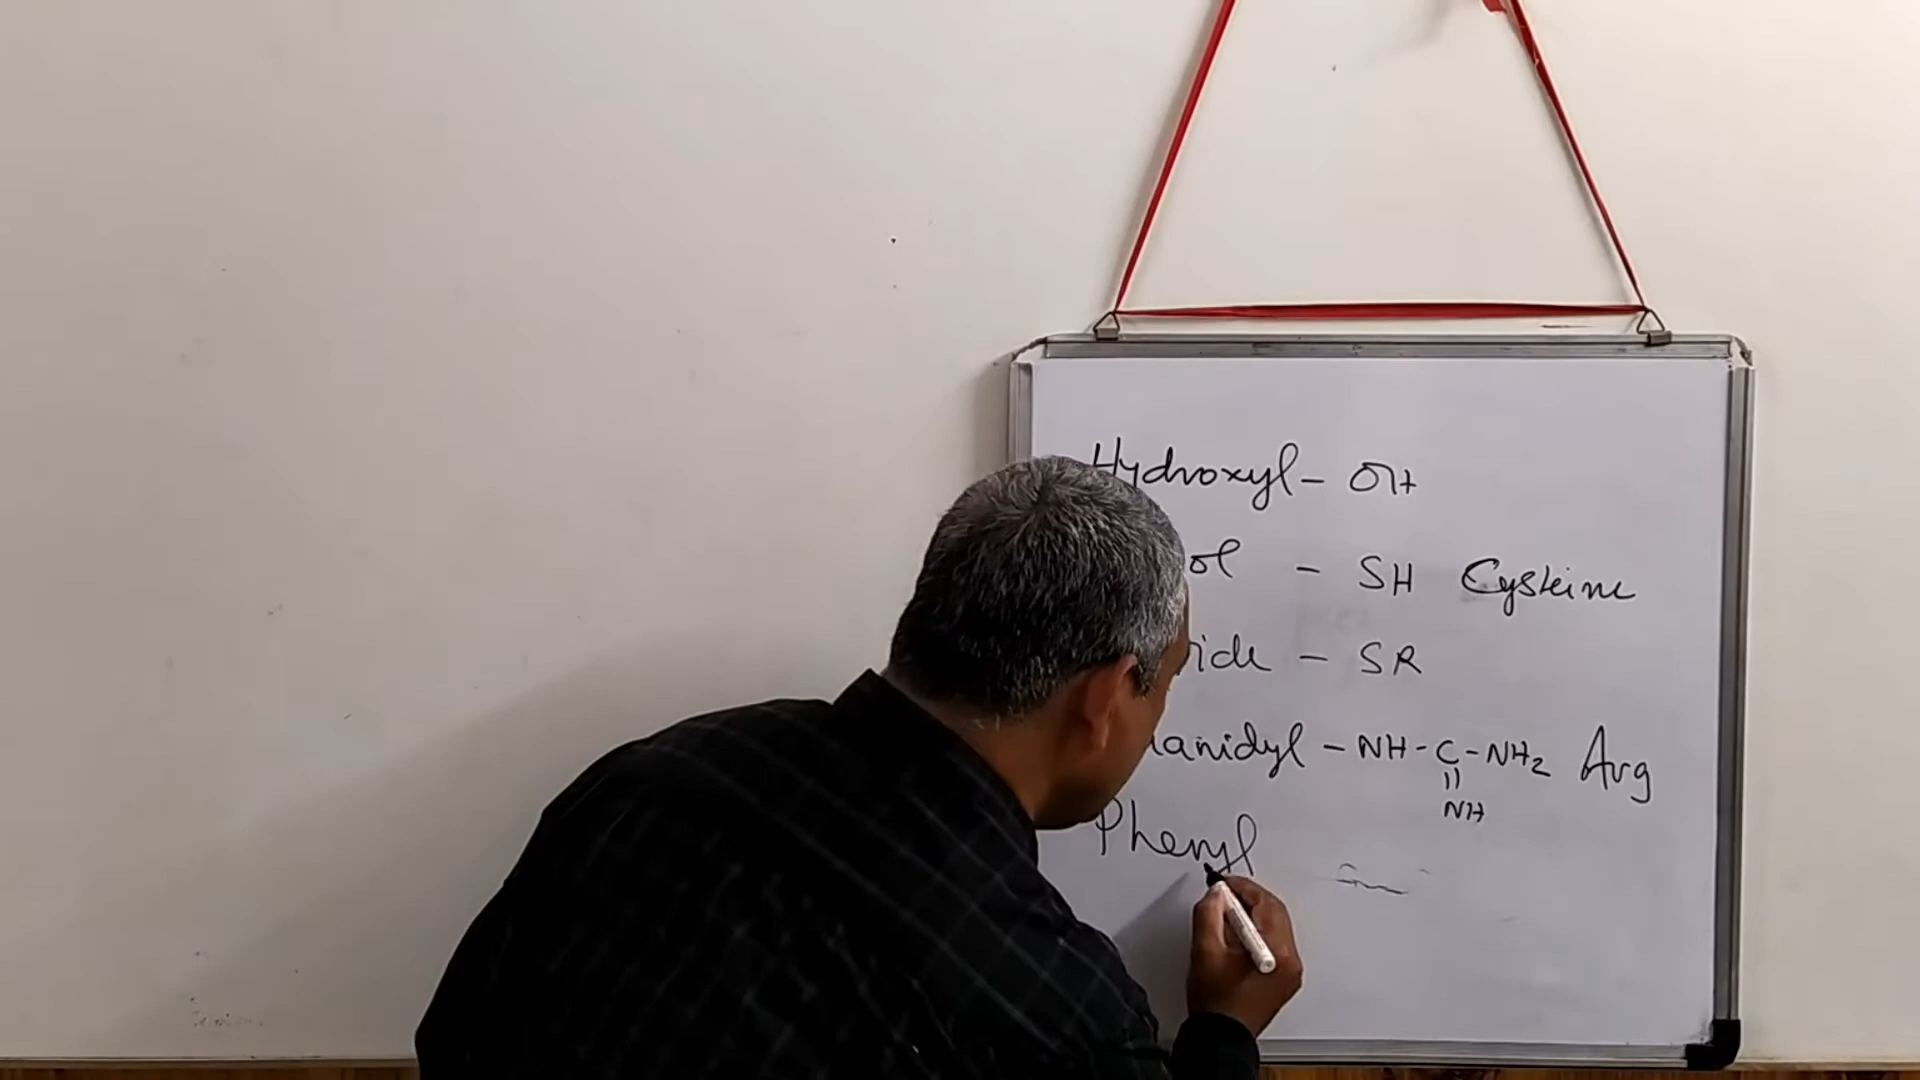 Hydroxyl - OH
ol - SH Cysteine
ide - SR
anidyl - NH - C - NH2 Arg
||
NH
Phenyl